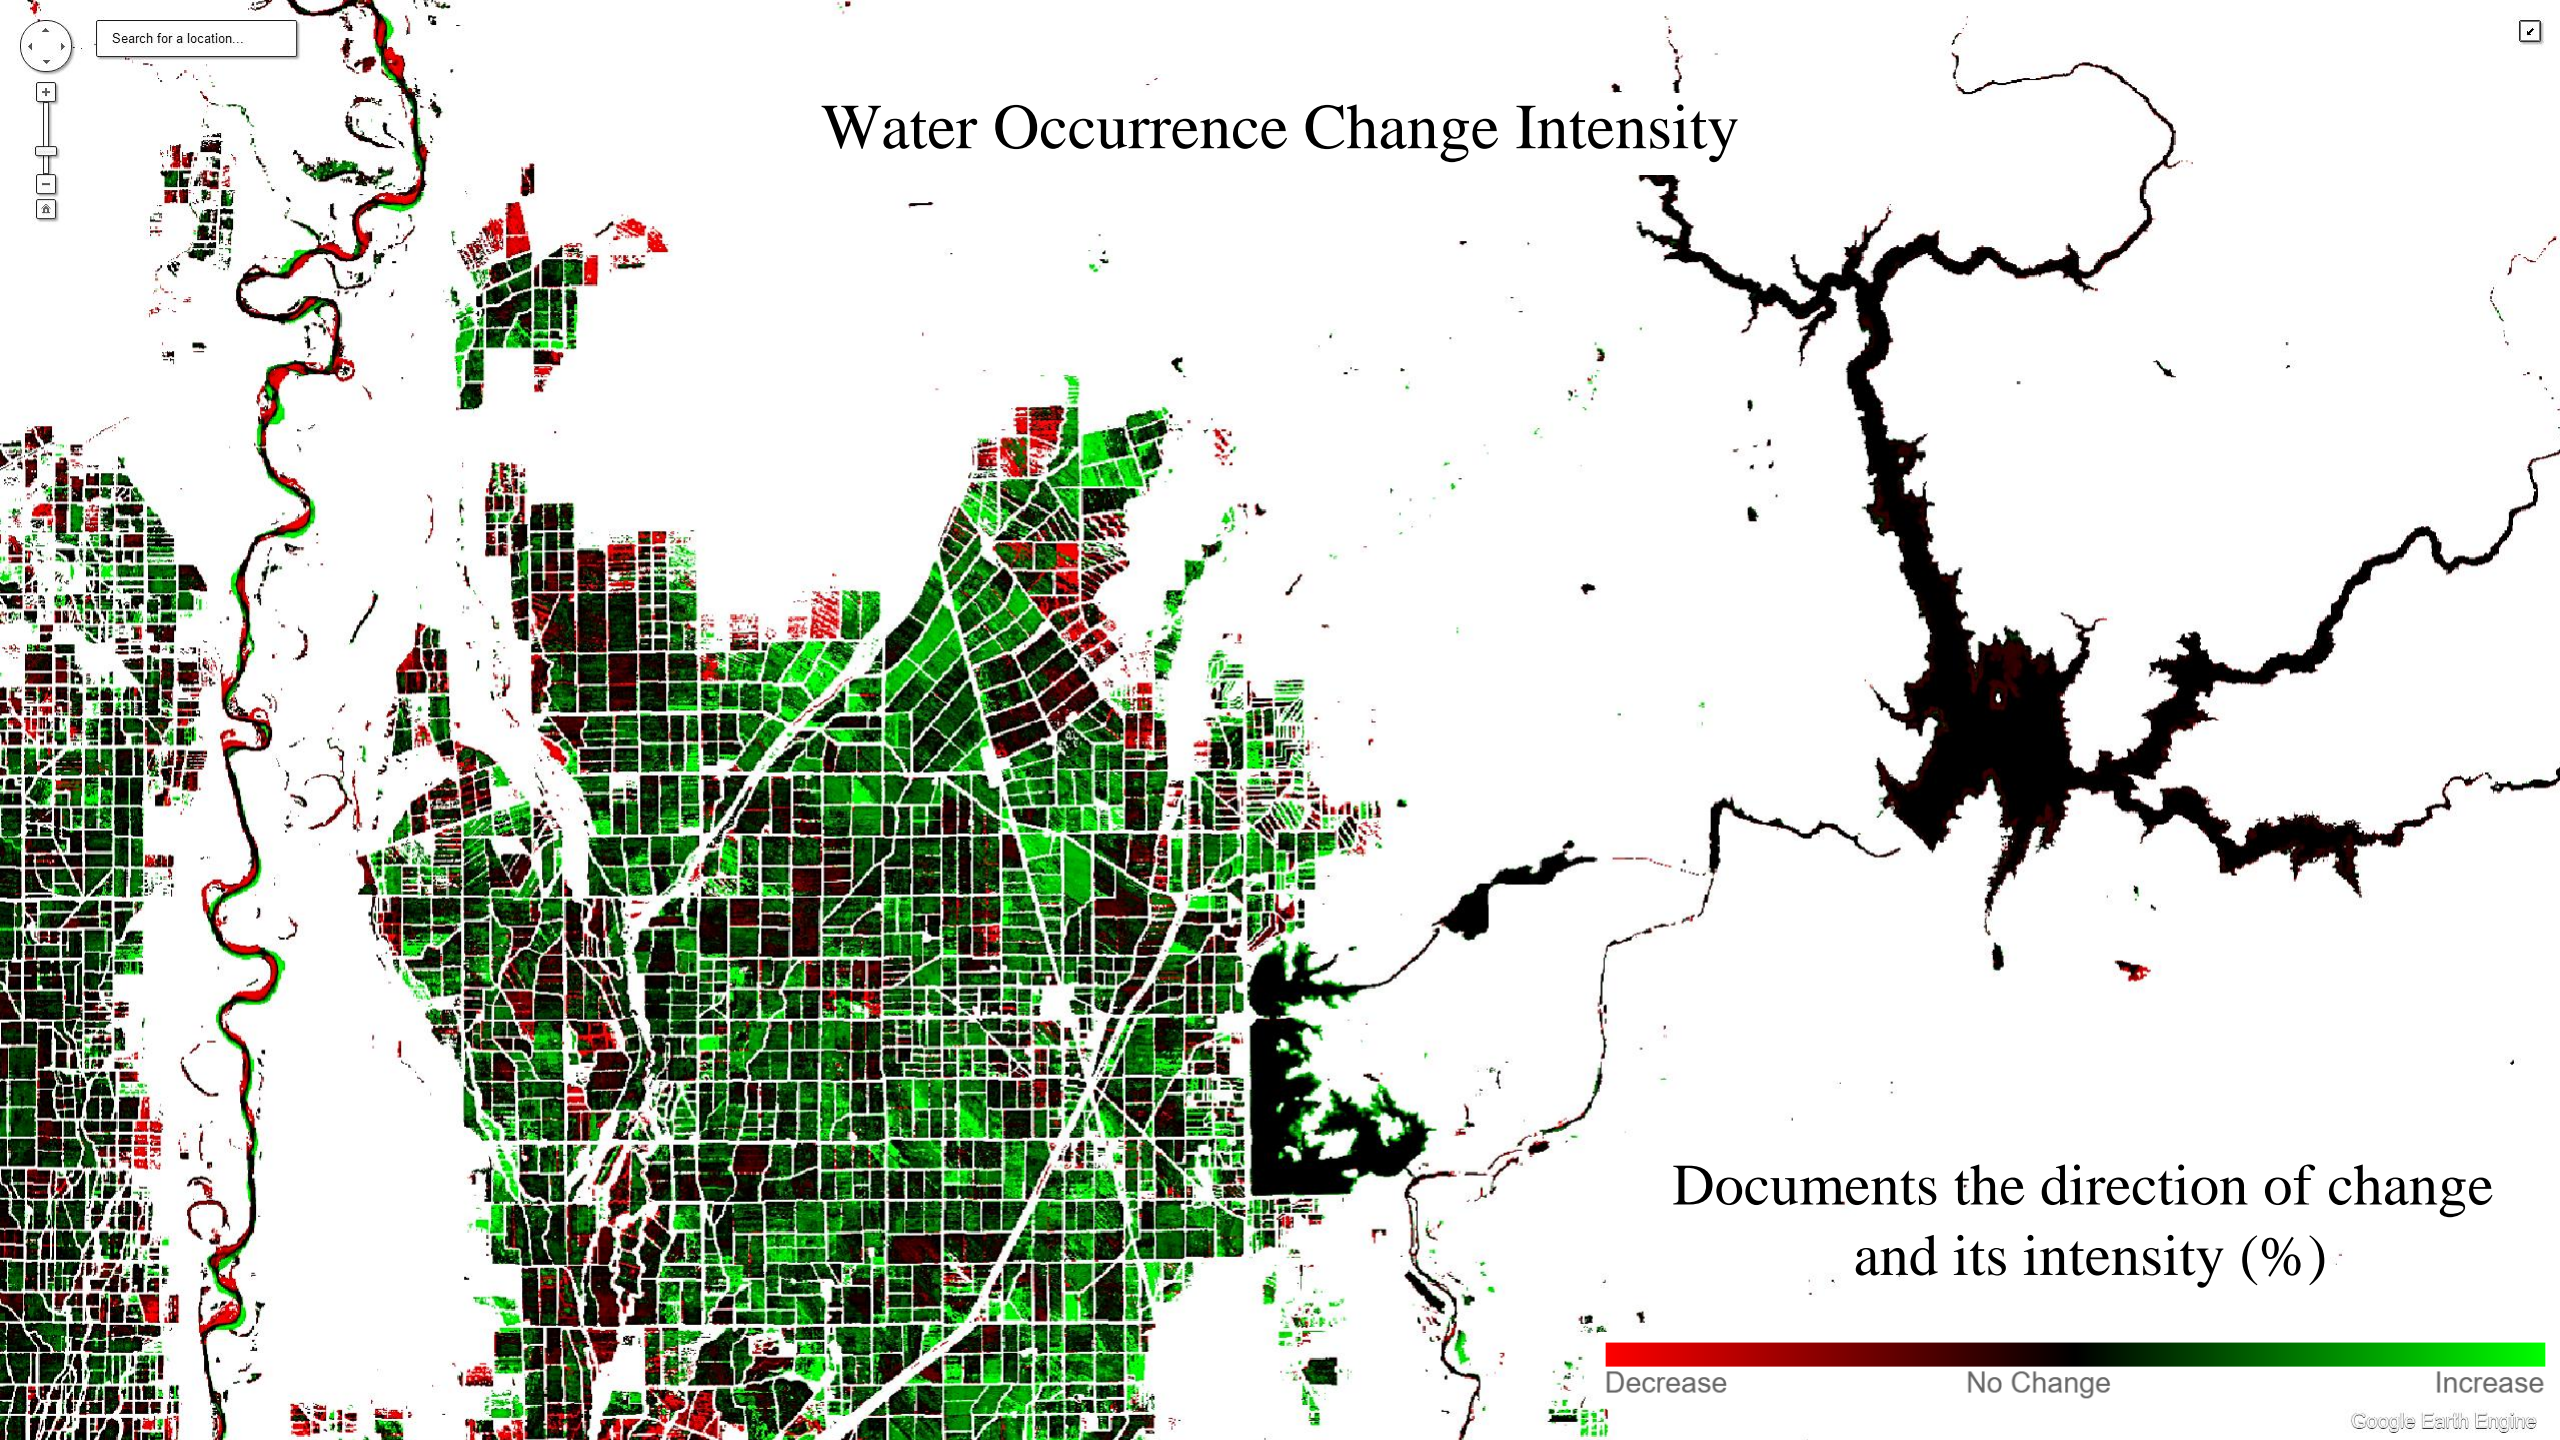 Search for a location...
Water Occurrence Change Intensity
Documents the direction of change
and its intensity (%)
Decrease No Change Increase
Google Earth Engine